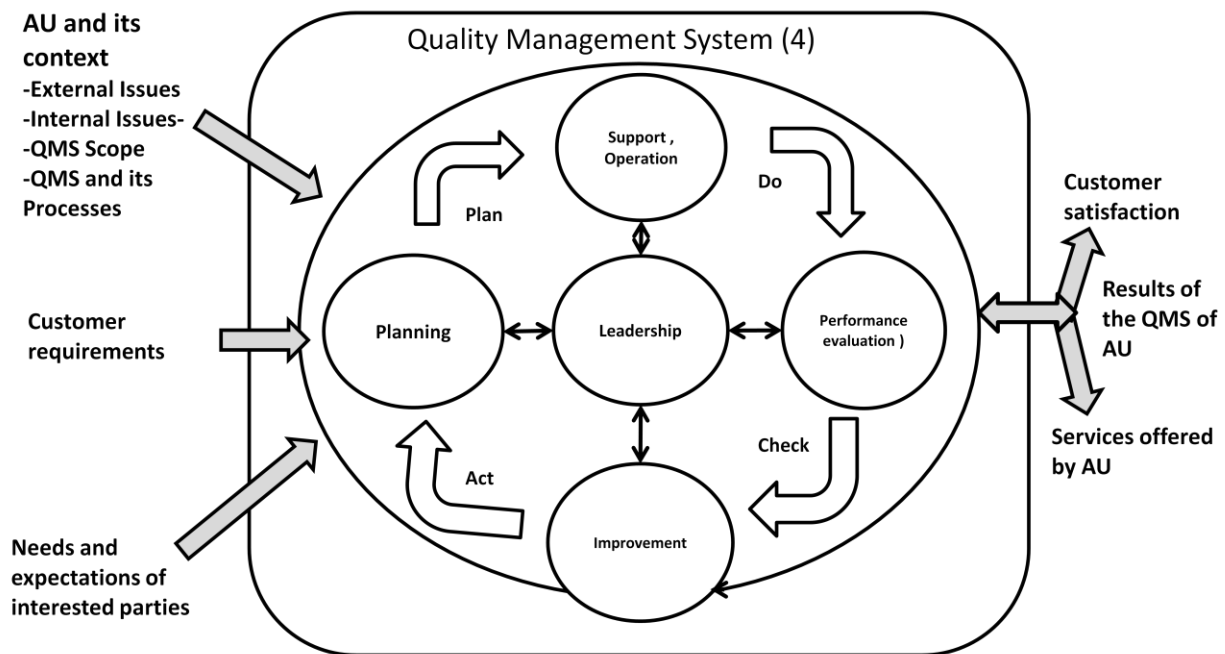 AU and its
context
-External Issues
-Internal Issues-
-QMS Scope
-QMS and its
Processes
Customer
requirements
Needs and
expectations of
interested parties
Quality Management System (4)
Support ,
Operation
Plan
Do
Planning
Leadership
Performance
evaluation )
Act
Check
Improvement
Customer
satisfaction
Results of
the QMS of
AU
Services offered
by AU